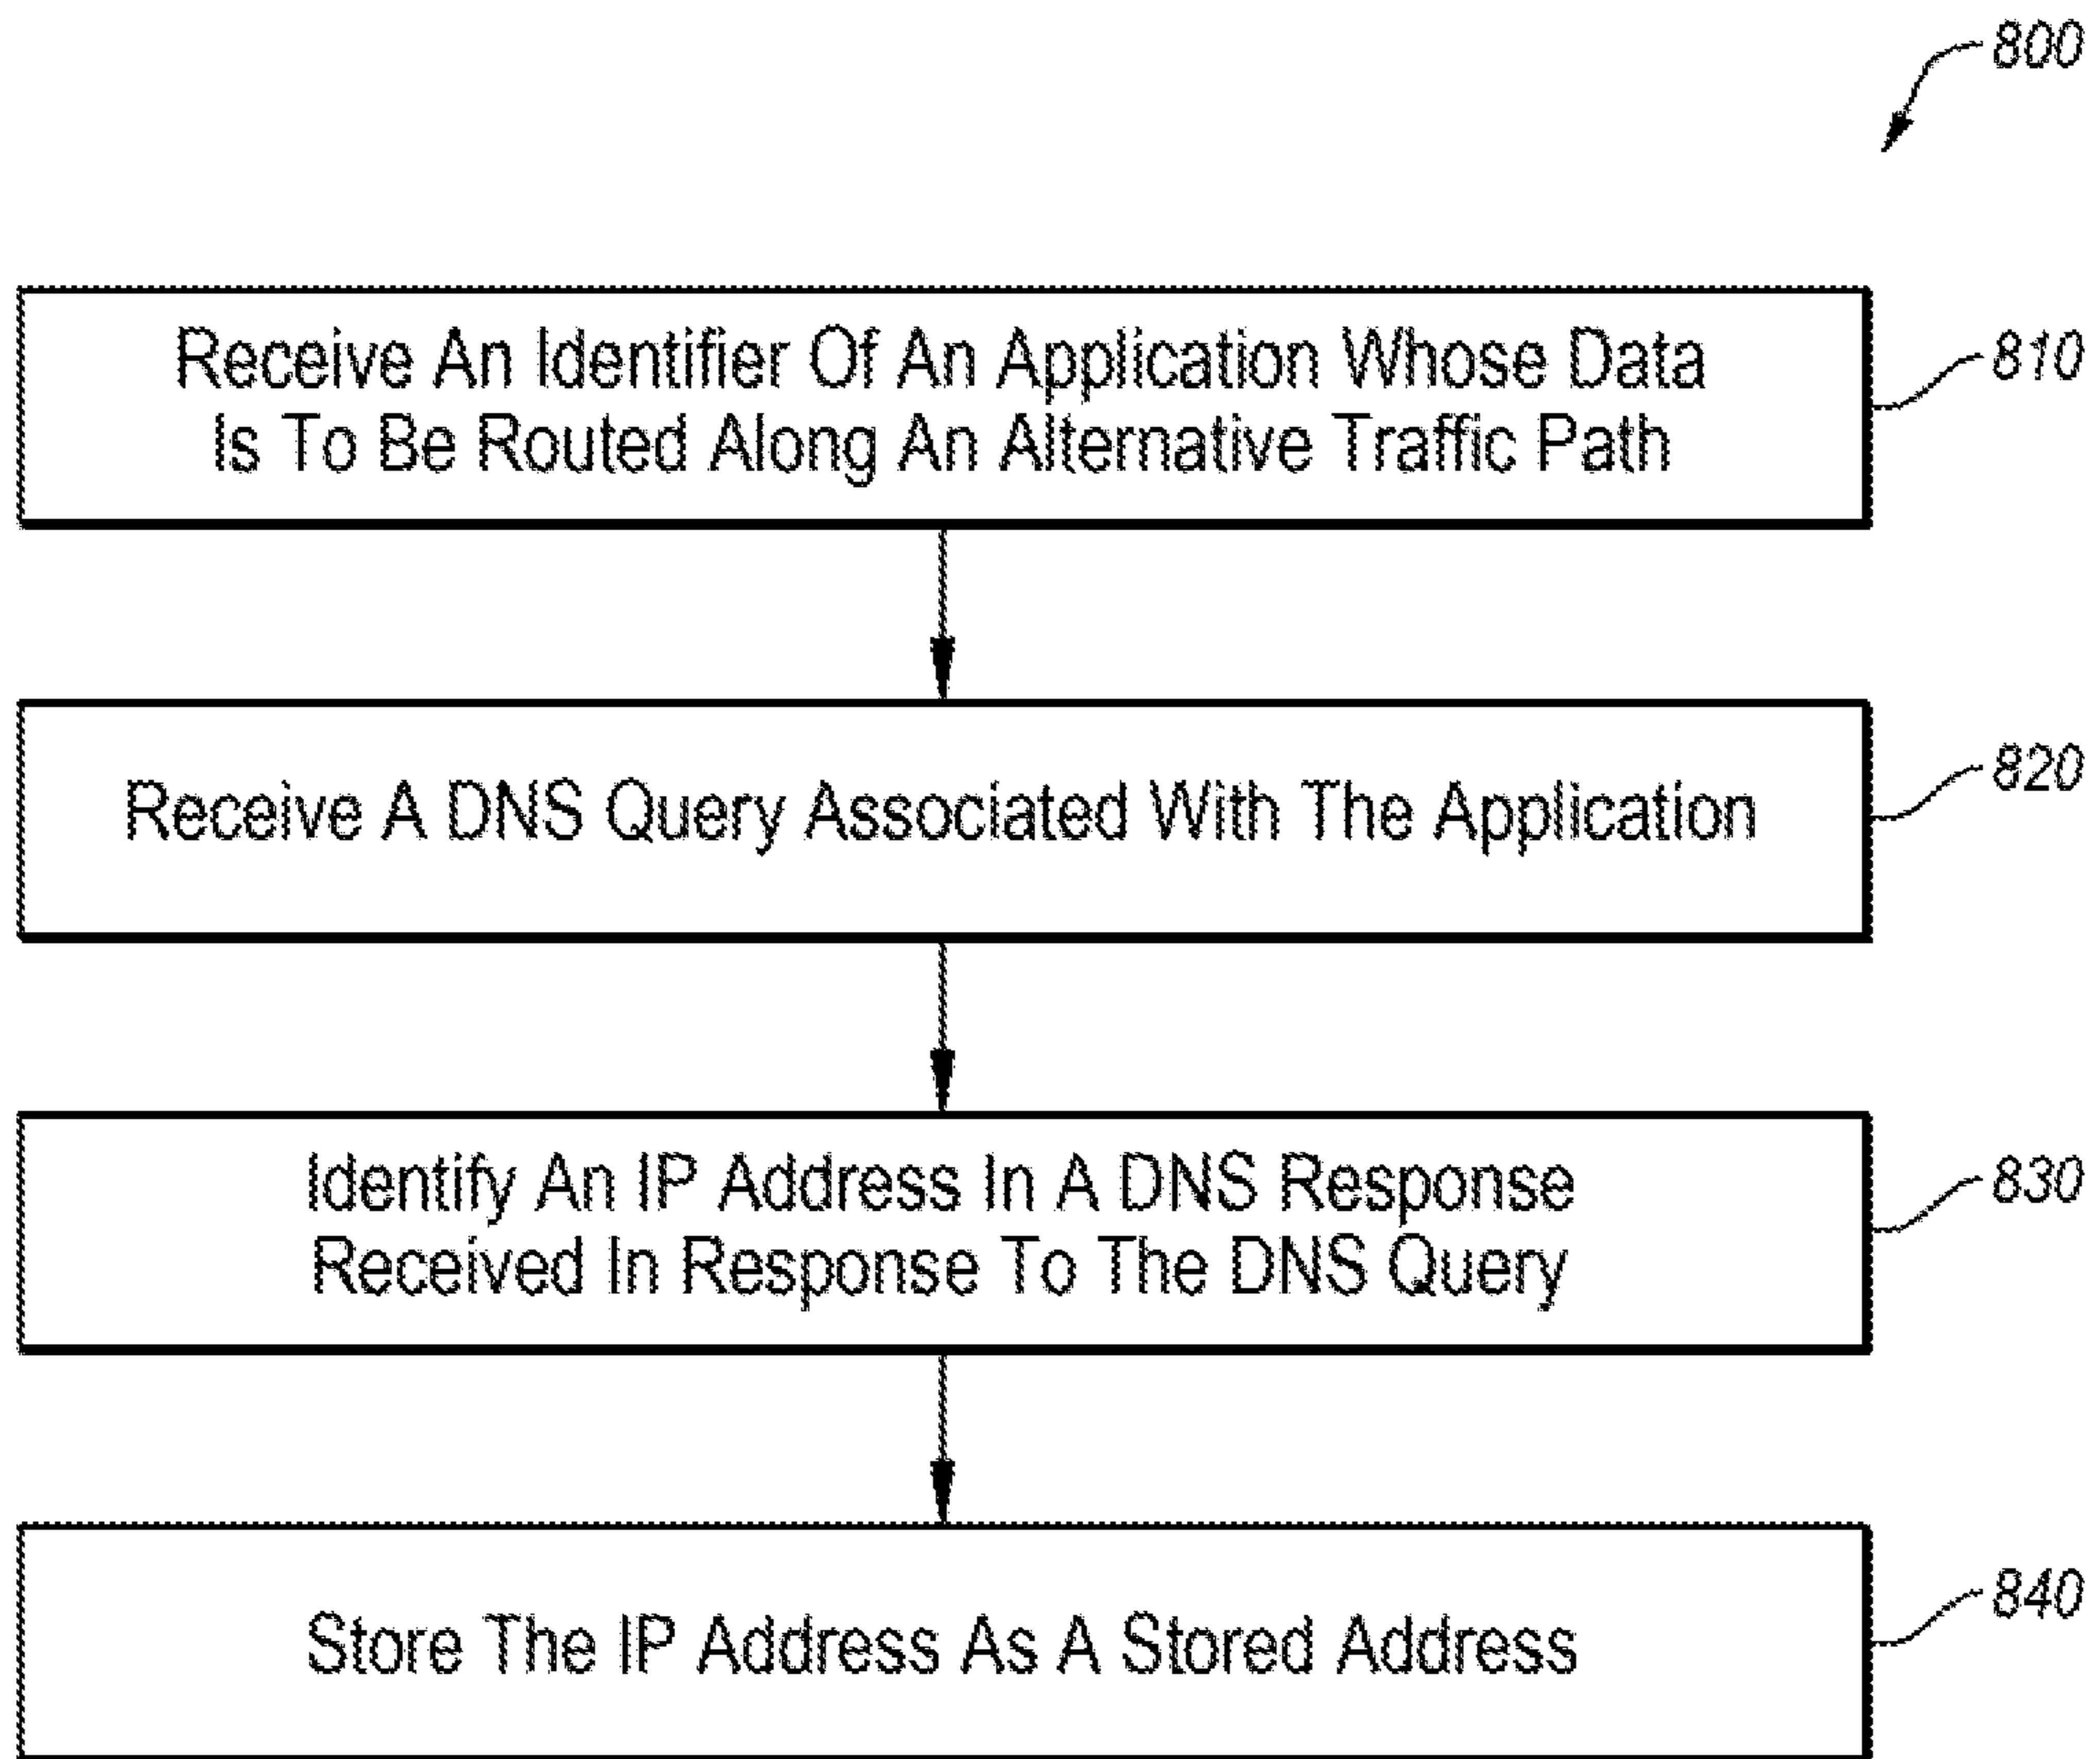 800
Receive An Identifier Of An Application Whose Data
Is To Be Routed Along An Alternative Traffic Path
810
Receive A DNS Query Associated With The Application
820
Identify An IP Address In A DNS Response
Received In Response To The DNS Query
830
Store The IP Address As A Stored Address
840